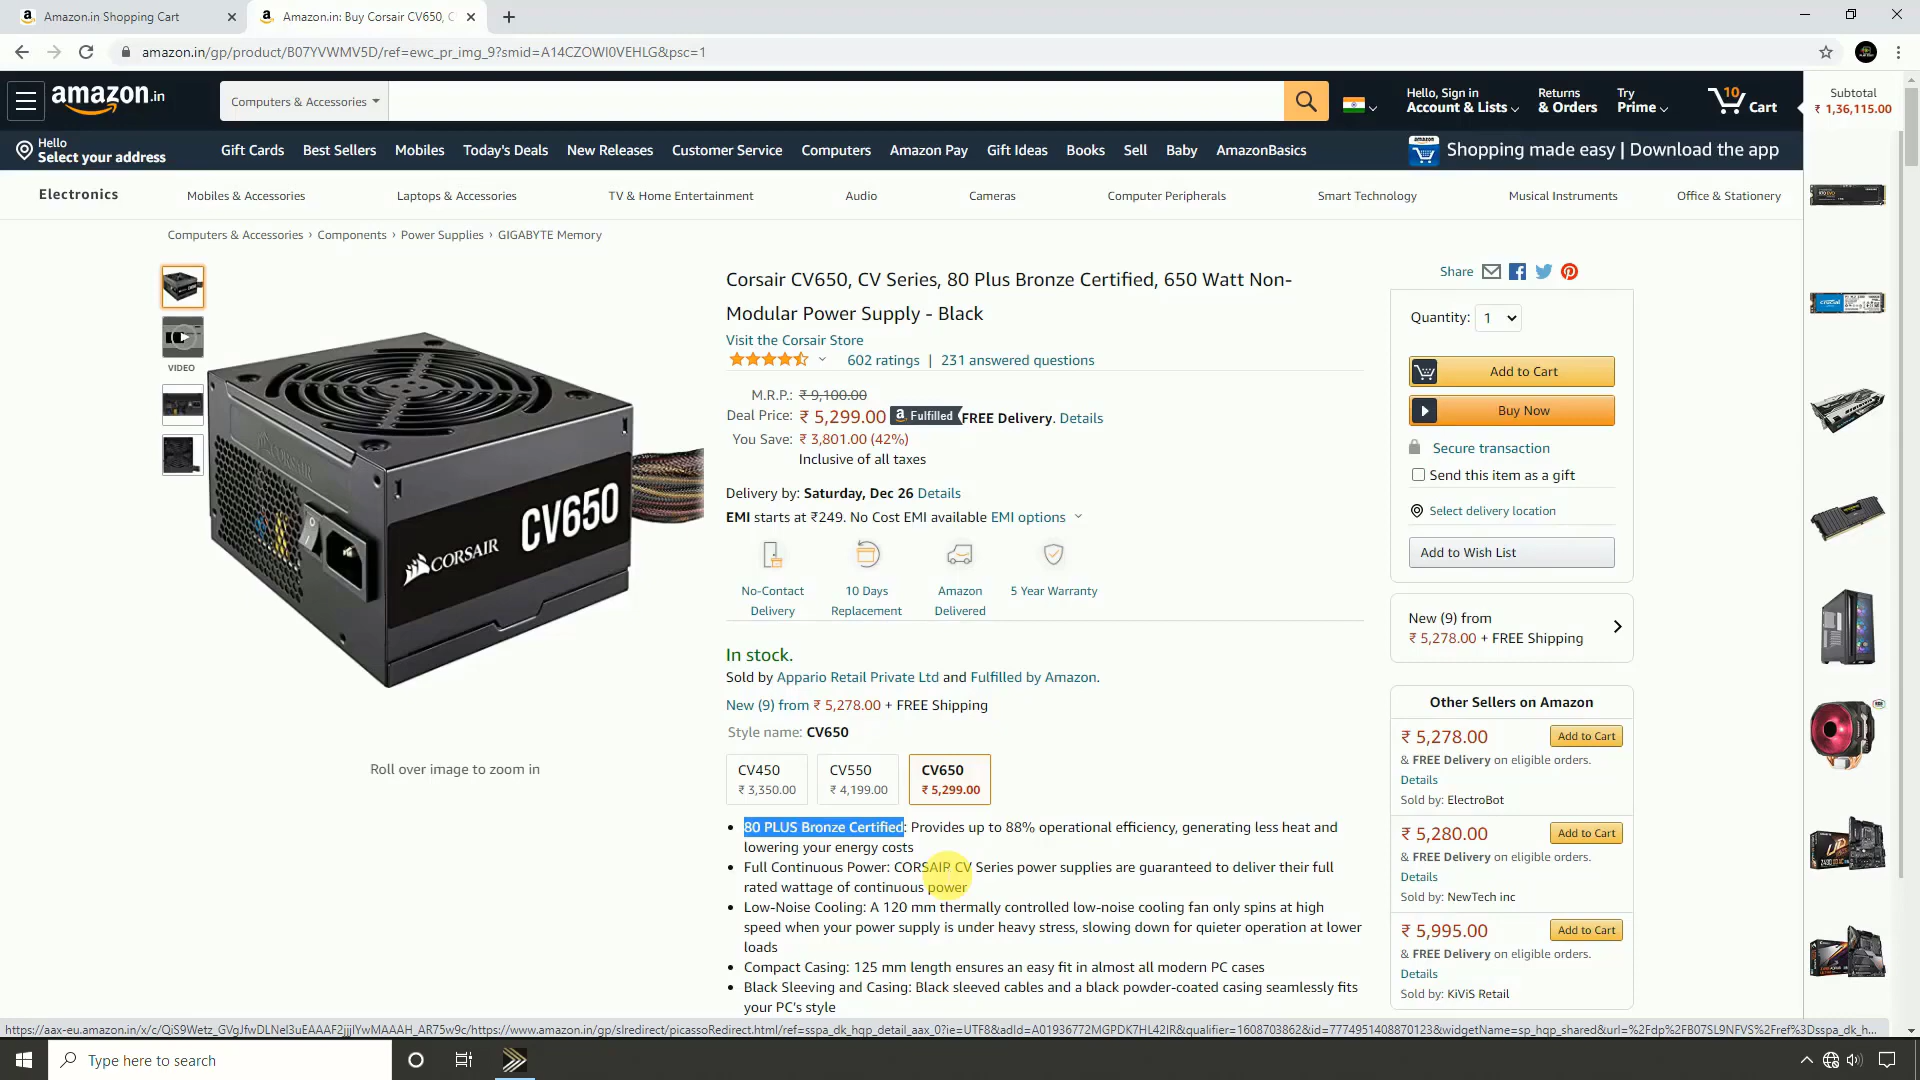 Amazon.in Shopping Cart
Amazon.in: Buy Corsair CV650, C
amazon.in/gp/product/B07YVWMV5D/ref=ewc_pr_img_9?smid=A14CZOWI0VEHLG&psc=1
amazon.in
Computers & Accessories
Hello, Sign in
Account & Lists
Returns
& Orders
Try
Prime
10
Cart
Subtotal
₹ 1,36,115.00
Hello
Select your address
Gift Cards
Best Sellers
Mobiles
Today's Deals
New Releases
Customer Service
Computers
Amazon Pay
Gift Ideas
Books
Sell
Baby
AmazonBasics
Shopping made easy | Download the app
Electronics
Mobiles & Accessories
Laptops & Accessories
TV & Home Entertainment
Audio
Cameras
Computer Peripherals
Smart Technology
Musical Instruments
Office & Stationery
Computers & Accessories › Components › Power Supplies › GIGABYTE Memory
VIDEO
CORSAIR
CV650
Roll over image to zoom in
Corsair CV650, CV Series, 80 Plus Bronze Certified, 650 Watt Non-
Modular Power Supply - Black
Visit the Corsair Store
602 ratings | 231 answered questions
M.R.P.: ₹ 9,100.00
Deal Price: ₹ 5,299.00 a Fulfilled FREE Delivery. Details
You Save: ₹ 3,801.00 (42%)
Inclusive of all taxes
Delivery by: Saturday, Dec 26 Details
EMI starts at ₹249. No Cost EMI available EMI options
No-Contact
Delivery
10 Days
Replacement
Amazon
Delivered
5 Year Warranty
In stock.
Sold by Appario Retail Private Ltd and Fulfilled by Amazon.
New (9) from ₹ 5,278.00 + FREE Shipping
Style name: CV650
CV450
₹ 3,350.00
CV550
₹ 4,199.00
CV650
₹ 5,299.00
80 PLUS Bronze Certified: Provides up to 88% operational efficiency, generating less heat and
lowering your energy costs
Full Continuous Power: CORSAIR CV Series power supplies are guaranteed to deliver their full
rated wattage of continuous power
Low-Noise Cooling: A 120 mm thermally controlled low-noise cooling fan only spins at high
speed when your power supply is under heavy stress, slowing down for quieter operation at lower
loads
Compact Casing: 125 mm length ensures an easy fit in almost all modern PC cases
Black Sleeving and Casing: Black sleeved cables and a black powder-coated casing seamlessly fits
your PC's style
Share
Quantity: 1
Add to Cart
Buy Now
Secure transaction
Send this item as a gift
Select delivery location
Add to Wish List
New (9) from
₹ 5,278.00 + FREE Shipping
Other Sellers on Amazon
₹ 5,278.00
Add to Cart
& FREE Delivery on eligible orders.
Details
Sold by: ElectroBot
₹ 5,280.00
Add to Cart
& FREE Delivery on eligible orders.
Details
Sold by: NewTech inc
₹ 5,995.00
Add to Cart
& FREE Delivery on eligible orders.
Details
Sold by: KiViS Retail
Type here to search